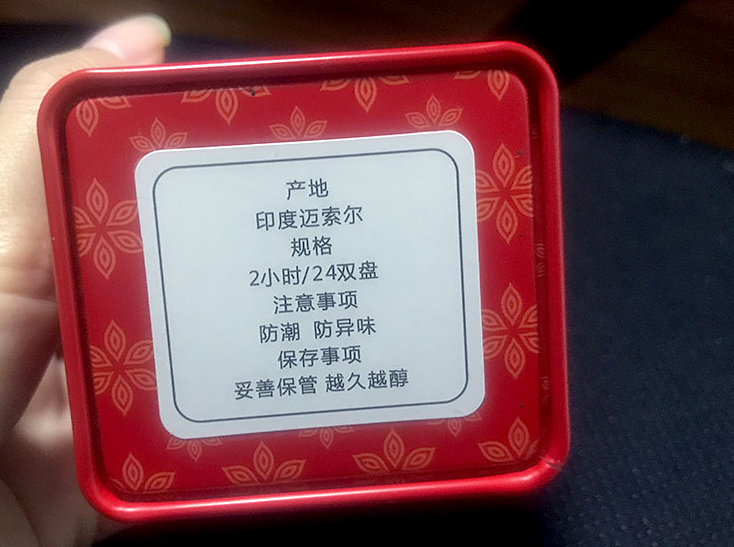 产地
印度迈索尔
规格
2小时/24双盘
注意事项
防潮 防异味
保存事项
妥善保管 越久越醇